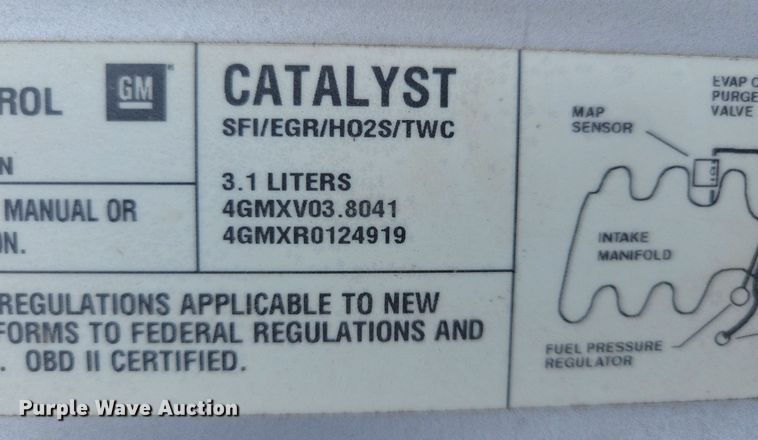 ROL
GM
N
MANUAL OR
ON.
CATALYST
SFI/EGR/HO2S/TWC
3.1 LITERS
4GMXV03.8041
4GMXR0124919
REGULATIONS APPLICABLE TO NEW
FORMS TO FEDERAL REGULATIONS AND
. OBD II CERTIFIED.
EVAP C
PURGE
VALVE
MAP
SENSOR
INTAKE
MANIFOLD
FUEL PRESSURE
REGULATOR
Purple Wave Auction